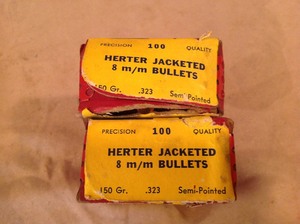 PRECISION 100 QUALITY
HERTER JACKETED
8 m/m BULLETS
150 Gr. .323 Semi-Pointed
PRECISION 100 QUALITY
HERTER JACKETED
8 m/m BULLETS
150 Gr. .323 Semi-Pointed